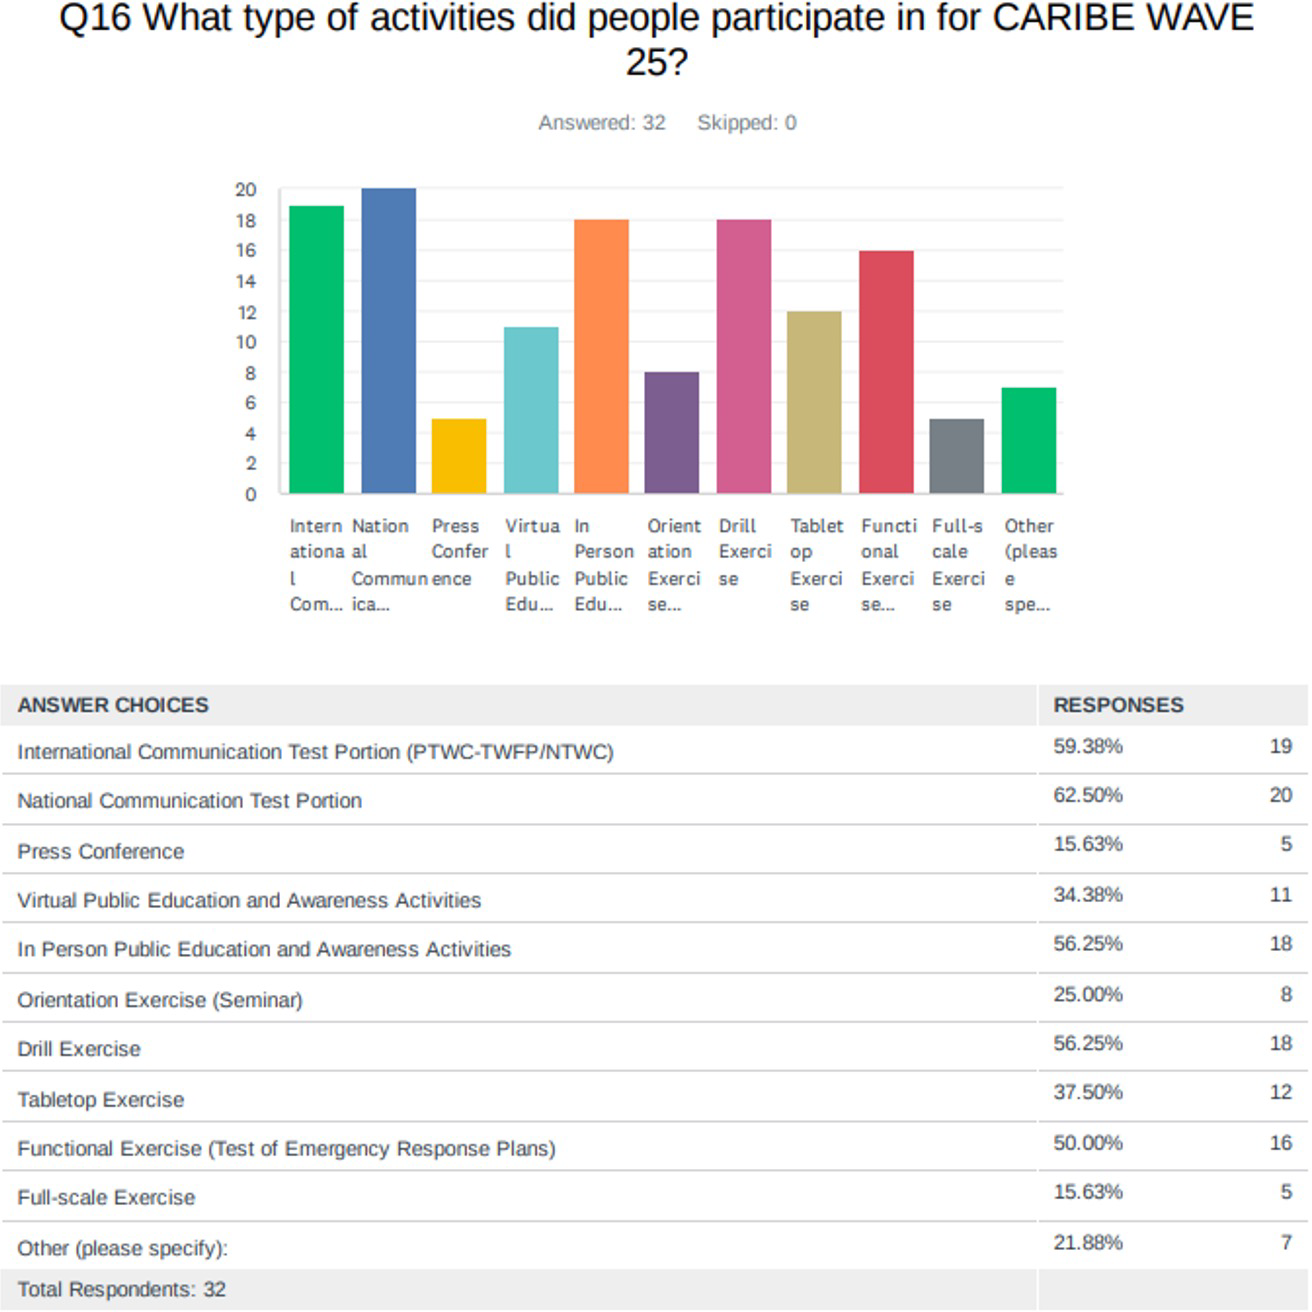 Q16 What type of activities did people participate in for CARIBE WAVE
25?
Answered: 32 Skipped: 0
20
18
16
14
12
10
8
6
4
2
0
Intern Nation Press Virtua In Orient Drill Tablet Functi Full-s Other
ationa al Confer l Person ation Exerci op onal cale (pleas
l Commun ence Public Public Exerci se Exerci Exerci Exerci e
Com... ica... Edu... Edu... se... se se... se spe...
ANSWER CHOICES RESPONSES
International Communication Test Portion (PTWC-TWFP/NTWC) 59.38% 19
National Communication Test Portion 62.50% 20
Press Conference 15.63% 5
Virtual Public Education and Awareness Activities 34.38% 11
In Person Public Education and Awareness Activities 56.25% 18
Orientation Exercise (Seminar) 25.00% 8
Drill Exercise 56.25% 18
Tabletop Exercise 37.50% 12
Functional Exercise (Test of Emergency Response Plans) 50.00% 16
Full-scale Exercise 15.63% 5
Other (please specify): 21.88% 7
Total Respondents: 32